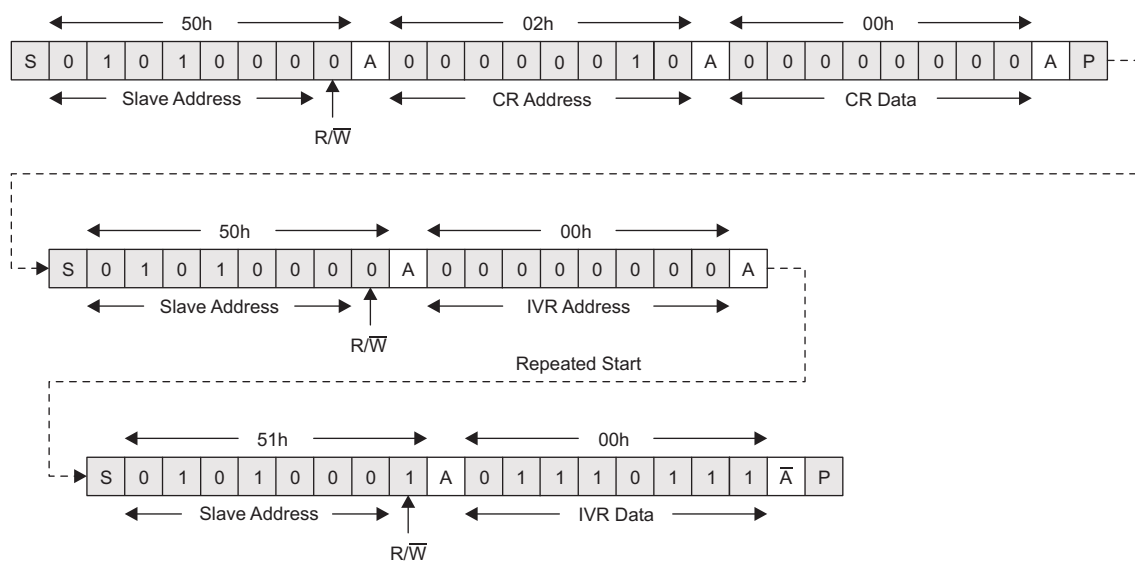 50h 02h 00h
S 0 1 0 1 0 0 0 0 A 0 0 0 0 0 0 1 0 A 0 0 0 0 0 0 0 0 A P
Slave Address CR Address CR Data
R/W̅
50h 00h
S 0 1 0 1 0 0 0 0 A 0 0 0 0 0 0 0 0 A
Slave Address IVR Address
R/W̅
Repeated Start
51h 00h
S 0 1 0 1 0 0 0 1 A 0 1 1 1 0 1 1 1 A̅ P
Slave Address IVR Data
R/W̅